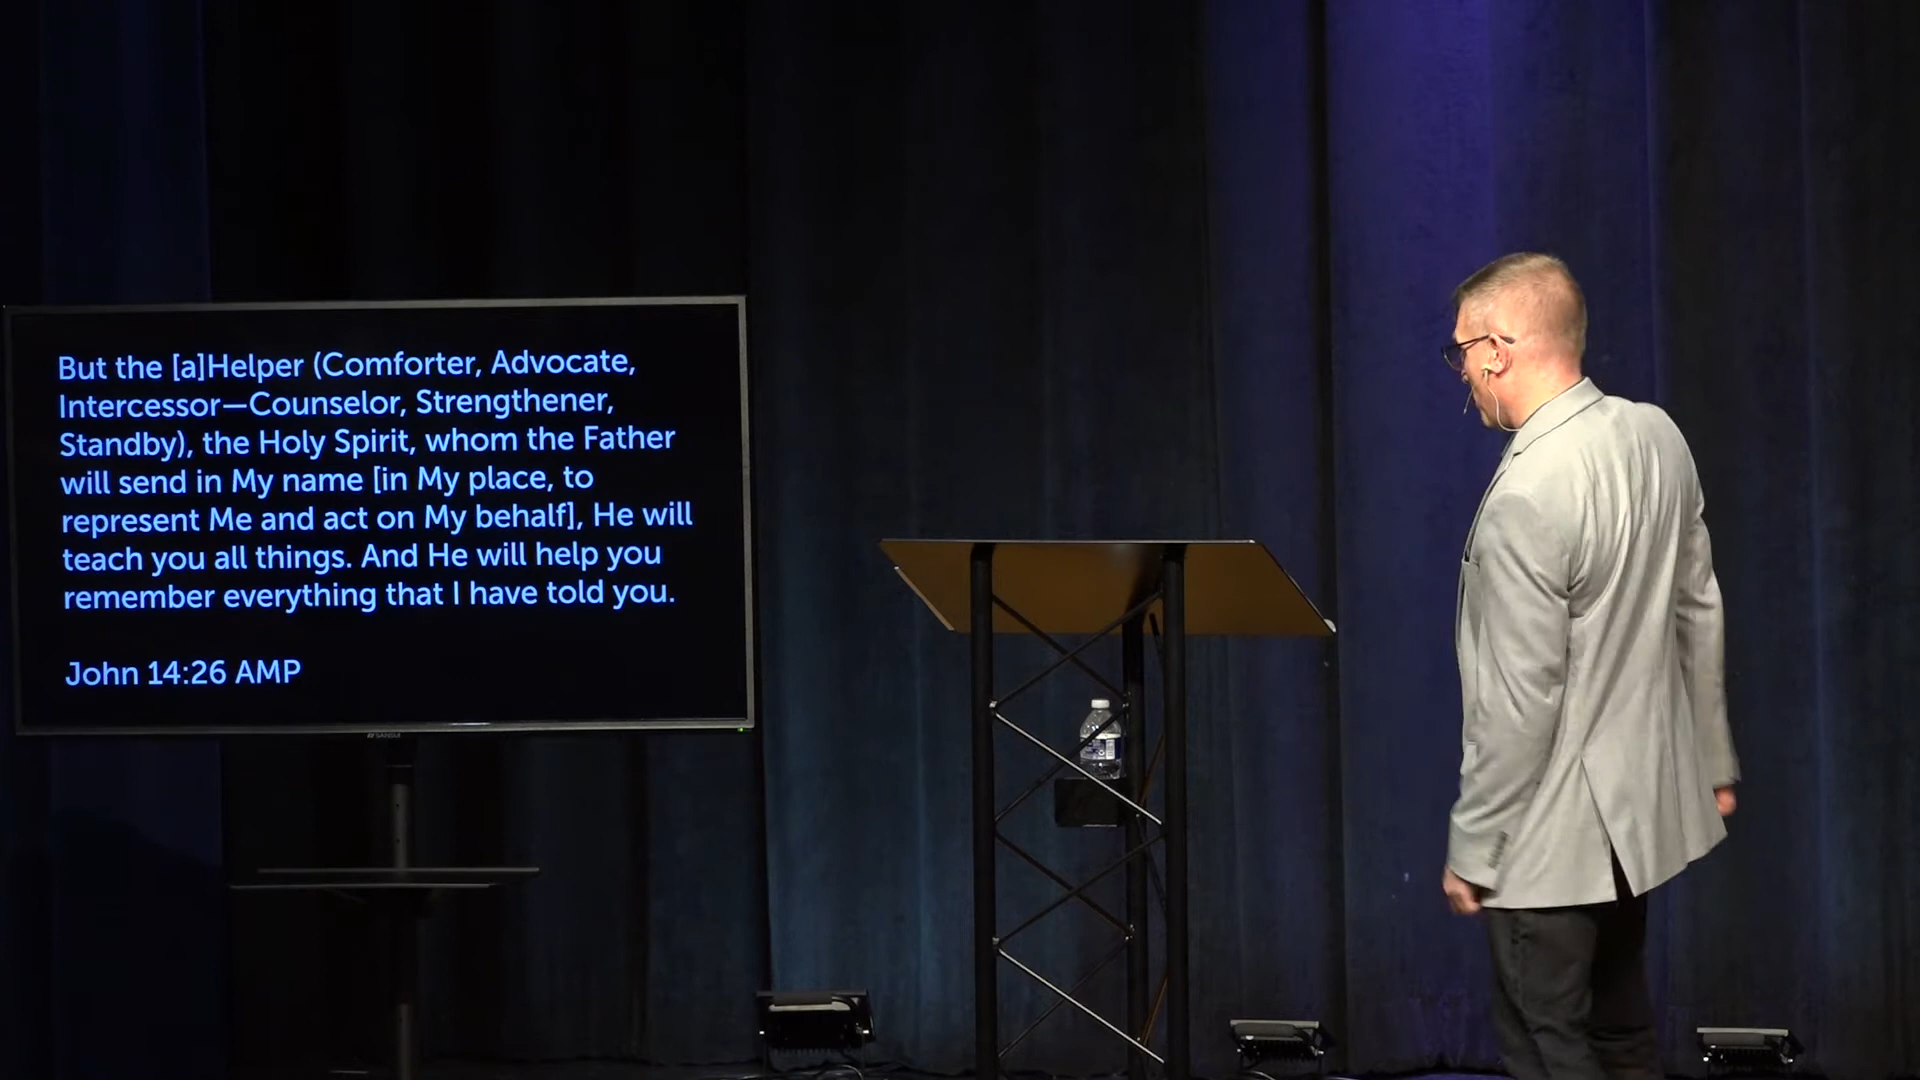 But the [a]Helper (Comforter, Advocate,
Intercessor—Counselor, Strengthener,
Standby), the Holy Spirit, whom the Father
will send in My name [in My place, to
represent Me and act on My behalf], He will
teach you all things. And He will help you
remember everything that I have told you.
John 14:26 AMP
SANSUI